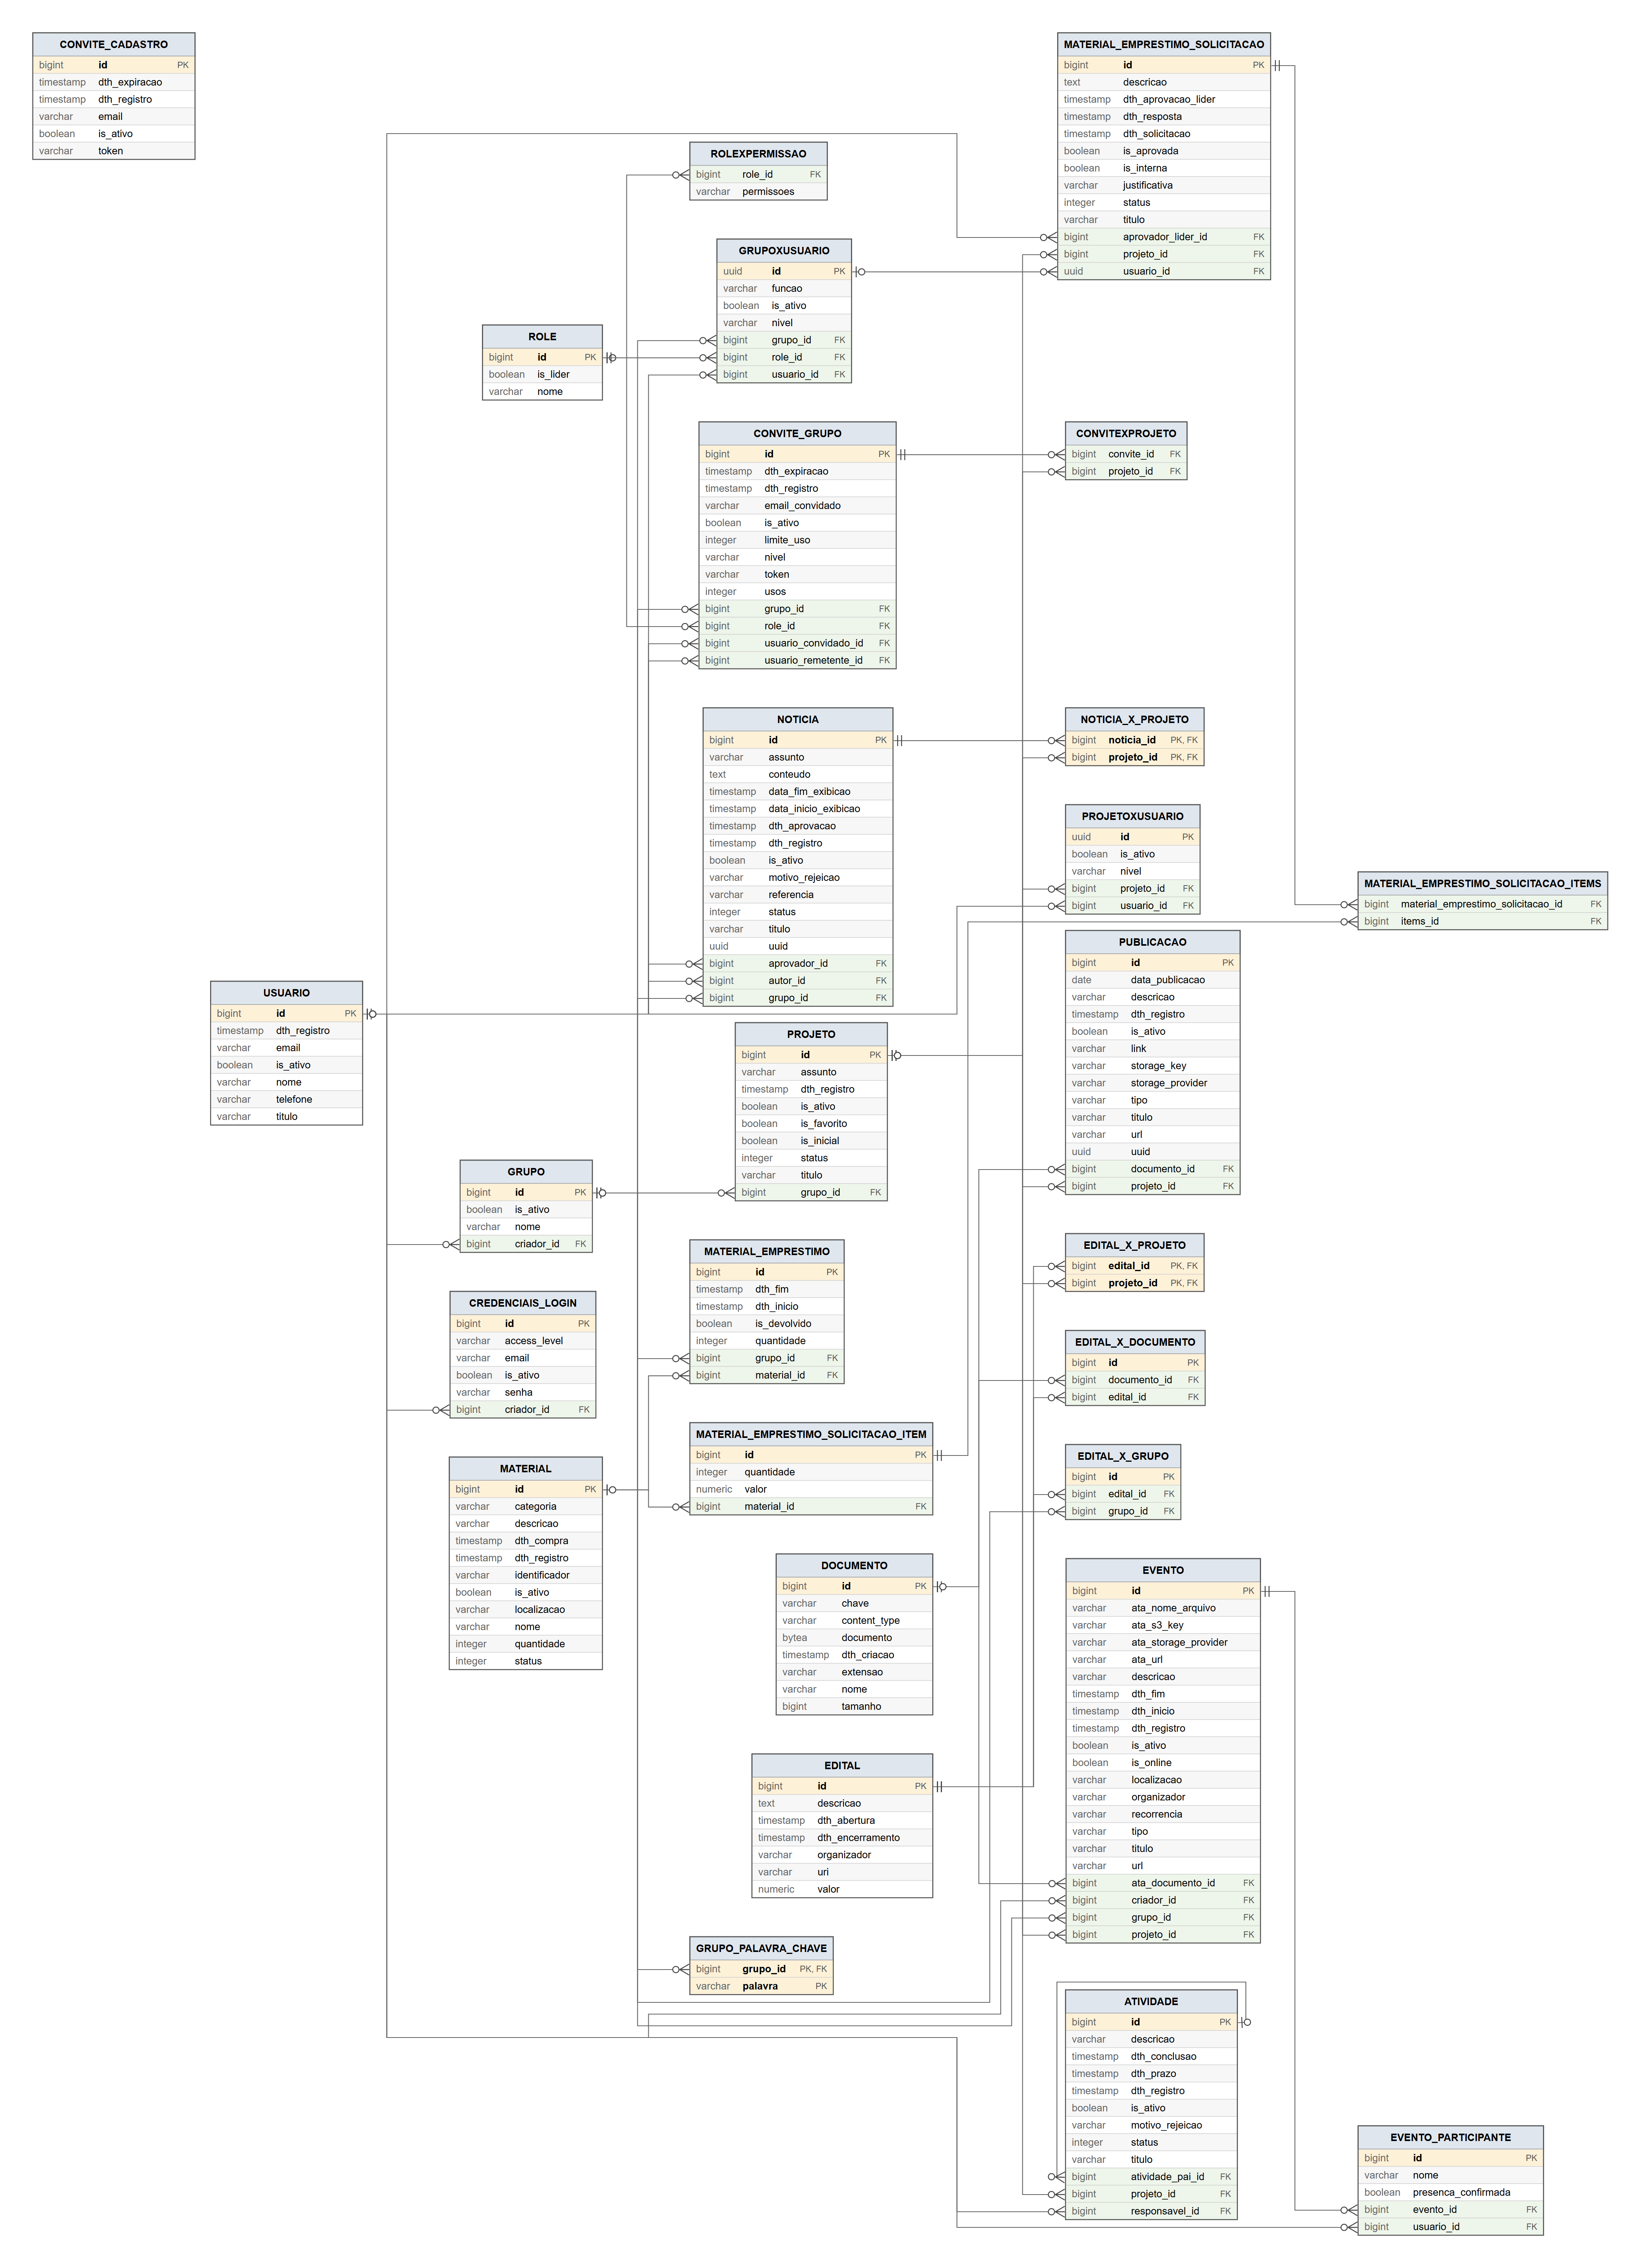 CONVITE_CADASTRO
bigint id PK
timestamp dth_expiracao
timestamp dth_registro
varchar email
boolean is_ativo
varchar token
MATERIAL_EMPRESTIMO_SOLICITACAO
bigint id PK
text descricao
timestamp dth_aprovacao_lider
timestamp dth_resposta
timestamp dth_solicitacao
boolean is_aprovada
boolean is_interna
varchar justificativa
integer status
varchar titulo
bigint aprovador_lider_id FK
bigint projeto_id FK
uuid usuario_id FK
ROLEXPERMISSAO
bigint role_id FK
varchar permissoes
GRUPOXUSUARIO
uuid id PK
varchar funcao
boolean is_ativo
varchar nivel
bigint grupo_id FK
bigint role_id FK
bigint usuario_id FK
ROLE
bigint id PK
boolean is_lider
varchar nome
CONVITE_GRUPO
bigint id PK
timestamp dth_expiracao
timestamp dth_registro
varchar email_convidado
boolean is_ativo
integer limite_uso
varchar nivel
varchar token
integer usos
bigint grupo_id FK
bigint role_id FK
bigint usuario_convidado_id FK
bigint usuario_remetente_id FK
CONVITEXPROJETO
bigint convite_id FK
bigint projeto_id FK
NOTICIA
bigint id PK
varchar assunto
text conteudo
timestamp data_fim_exibicao
timestamp data_inicio_exibicao
timestamp dth_aprovacao
timestamp dth_registro
boolean is_ativo
varchar motivo_rejeicao
varchar referencia
integer status
varchar titulo
uuid uuid
bigint aprovador_id FK
bigint autor_id FK
bigint grupo_id FK
NOTICIA_X_PROJETO
bigint noticia_id PK, FK
bigint projeto_id PK, FK
PROJETOXUSUARIO
uuid id PK
boolean is_ativo
varchar nivel
bigint projeto_id FK
bigint usuario_id FK
MATERIAL_EMPRESTIMO_SOLICITACAO_ITEMS
bigint material_emprestimo_solicitacao_id FK
bigint items_id FK
PUBLICACAO
bigint id PK
date data_publicacao
varchar descricao
timestamp dth_registro
boolean is_ativo
varchar link
varchar storage_key
varchar storage_provider
varchar tipo
varchar titulo
varchar url
uuid uuid
bigint documento_id FK
bigint projeto_id FK
USUARIO
bigint id PK
timestamp dth_registro
varchar email
boolean is_ativo
varchar nome
varchar telefone
varchar titulo
PROJETO
bigint id PK
varchar assunto
timestamp dth_registro
boolean is_ativo
boolean is_favorito
boolean is_inicial
integer status
varchar titulo
bigint grupo_id FK
GRUPO
bigint id PK
boolean is_ativo
varchar nome
bigint criador_id FK
MATERIAL_EMPRESTIMO
bigint id PK
timestamp dth_fim
timestamp dth_inicio
boolean is_devolvido
integer quantidade
bigint grupo_id FK
bigint material_id FK
EDITAL_X_PROJETO
bigint edital_id PK, FK
bigint projeto_id PK, FK
CREDENCIAIS_LOGIN
bigint id PK
varchar access_level
varchar email
boolean is_ativo
varchar senha
bigint criador_id FK
EDITAL_X_DOCUMENTO
bigint id PK
bigint documento_id FK
bigint edital_id FK
MATERIAL_EMPRESTIMO_SOLICITACAO_ITEM
bigint id PK
integer quantidade
numeric valor
bigint material_id FK
EDITAL_X_GRUPO
bigint id PK
bigint edital_id FK
bigint grupo_id FK
MATERIAL
bigint id PK
varchar categoria
varchar descricao
timestamp dth_compra
timestamp dth_registro
varchar identificador
boolean is_ativo
varchar localizacao
varchar nome
integer quantidade
integer status
DOCUMENTO
bigint id PK
varchar chave
varchar content_type
bytea documento
timestamp dth_criacao
varchar extensao
varchar nome
bigint tamanho
EVENTO
bigint id PK
varchar ata_nome_arquivo
varchar ata_s3_key
varchar ata_storage_provider
varchar ata_url
varchar descricao
timestamp dth_fim
timestamp dth_inicio
timestamp dth_registro
boolean is_ativo
boolean is_online
varchar localizacao
varchar organizador
varchar recorrencia
varchar tipo
varchar titulo
varchar url
bigint ata_documento_id FK
bigint criador_id FK
bigint grupo_id FK
bigint projeto_id FK
EDITAL
bigint id PK
text descricao
timestamp dth_abertura
timestamp dth_encerramento
varchar organizador
varchar uri
numeric valor
GRUPO_PALAVRA_CHAVE
bigint grupo_id PK, FK
varchar palavra PK
ATIVIDADE
bigint id PK
varchar descricao
timestamp dth_conclusao
timestamp dth_prazo
timestamp dth_registro
boolean is_ativo
varchar motivo_rejeicao
integer status
varchar titulo
bigint atividade_pai_id FK
bigint projeto_id FK
bigint responsavel_id FK
EVENTO_PARTICIPANTE
bigint id PK
varchar nome
boolean presenca_confirmada
bigint evento_id FK
bigint usuario_id FK